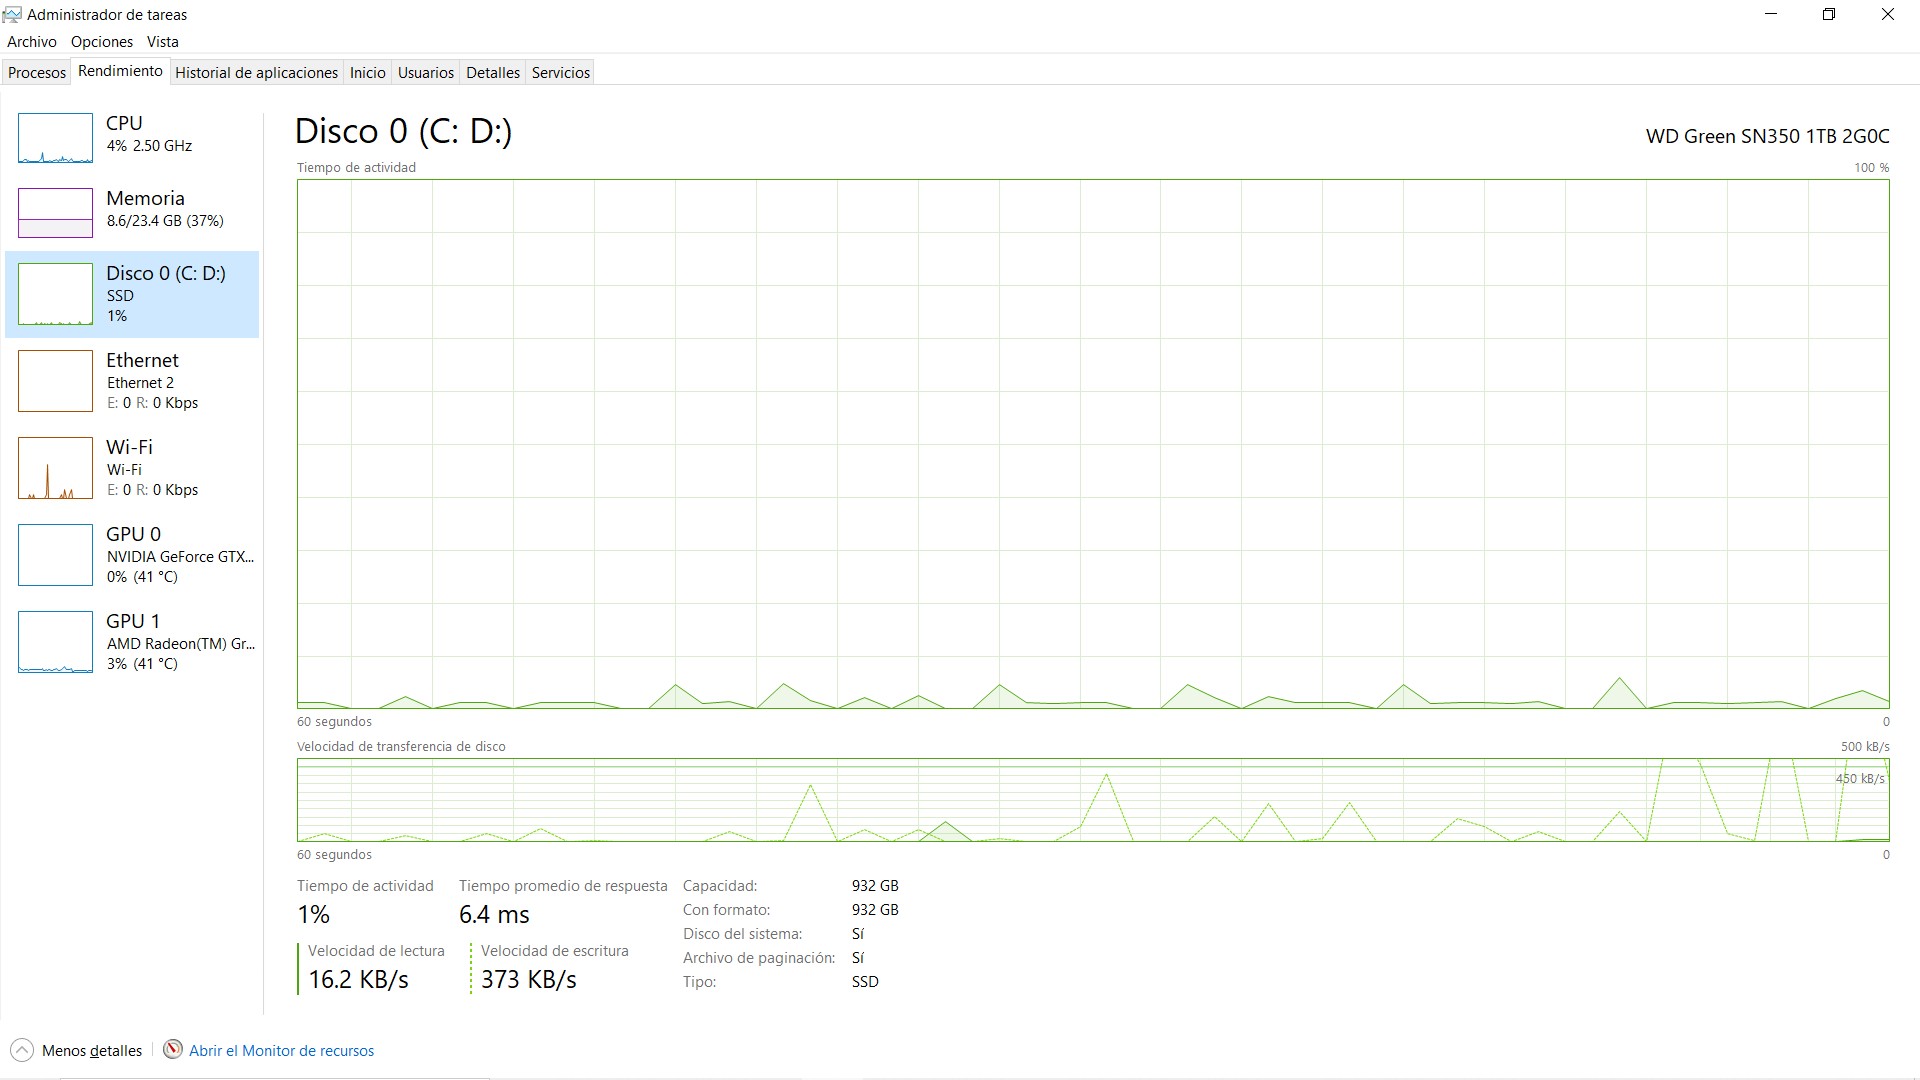 Administrador de tareas
Archivo Opciones Vista
Procesos Rendimiento Historial de aplicaciones Inicio Usuarios Detalles Servicios
CPU
4% 2.50 GHz
Memoria
8.6/23.4 GB (37%)
Disco 0 (C: D:)
SSD
1%
Ethernet
Ethernet 2
E: 0 R: 0 Kbps
Wi-Fi
Wi-Fi
E: 0 R: 0 Kbps
GPU 0
NVIDIA GeForce GTX...
0% (41 °C)
GPU 1
AMD Radeon(TM) Gr...
3% (41 °C)
Disco 0 (C: D:)
WD Green SN350 1TB 2G0C
Tiempo de actividad
100 %
60 segundos
0
Velocidad de transferencia de disco
500 kB/s
450 kB/s
60 segundos
0
Tiempo de actividad
1%
Tiempo promedio de respuesta
6.4 ms
Velocidad de lectura
16.2 KB/s
Velocidad de escritura
373 KB/s
Capacidad: 932 GB
Con formato: 932 GB
Disco del sistema: Sí
Archivo de paginación: Sí
Tipo: SSD
Menos detalles
Abrir el Monitor de recursos